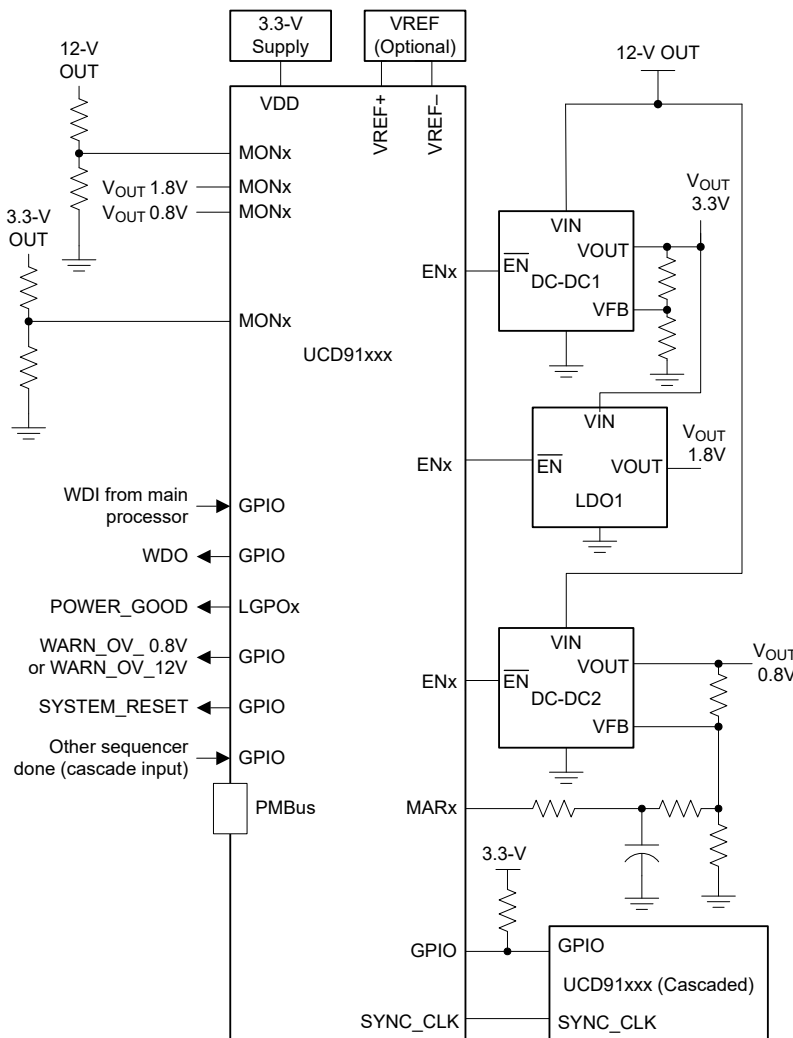 3.3-V
Supply
VREF
(Optional)
12-V
OUT
12-V OUT
VDD
VREF+
VREF–
MONx
VOUT 1.8V
MONx
VOUT 0.8V
MONx
3.3-V
OUT
MONx
UCD91xxx
VOUT
3.3V
VIN
VOUT
ENx
EN
DC-DC1
VFB
VIN
VOUT
1.8V
ENx
EN
VOUT
LDO1
WDI from main
processor
GPIO
WDO
GPIO
POWER_GOOD
LGPOx
WARN_OV_ 0.8V
or WARN_OV_12V
GPIO
SYSTEM_RESET
GPIO
Other sequencer
done (cascade input)
GPIO
PMBus
VIN
VOUT
VOUT
0.8V
ENx
EN
DC-DC2
VFB
MARx
3.3-V
GPIO
GPIO
UCD91xxx (Cascaded)
SYNC_CLK
SYNC_CLK